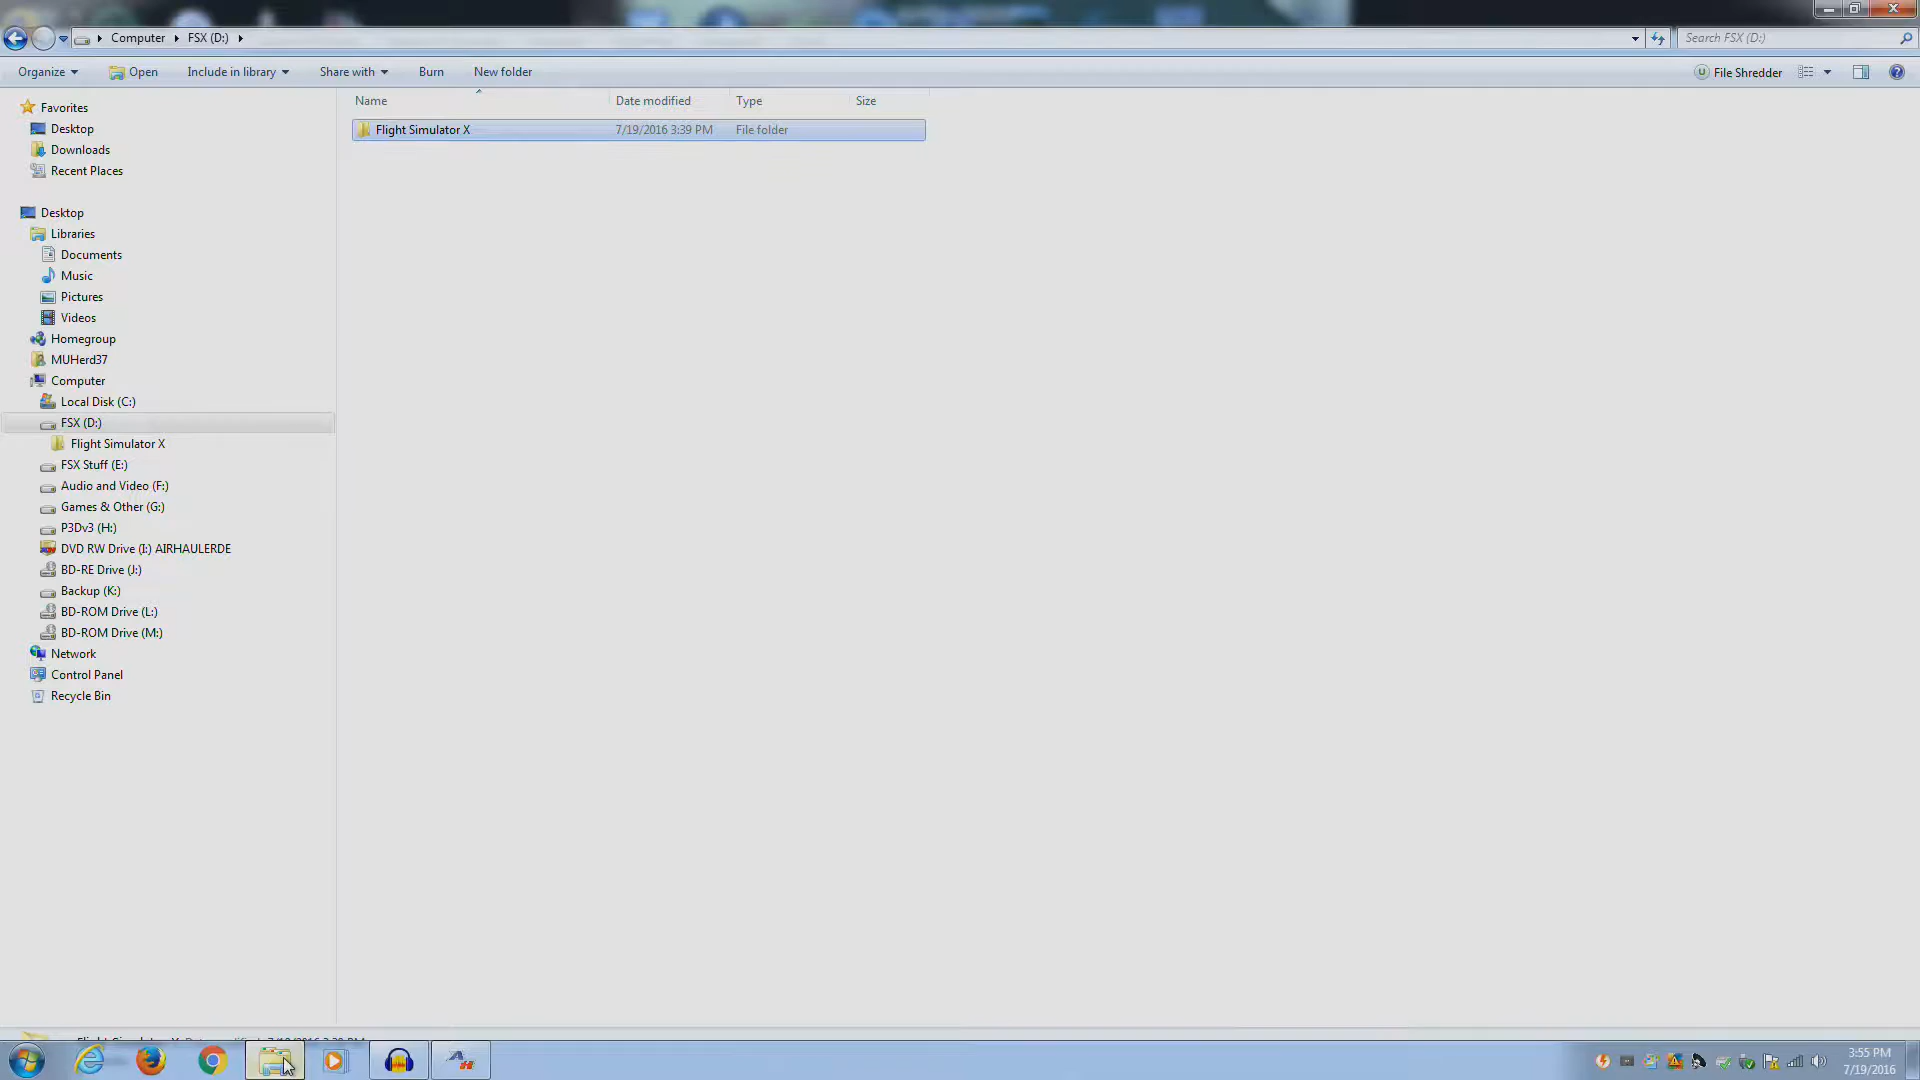 Computer FSX (D:)
Search FSX (D:)
Organize Open Include in library Share with Burn New folder File Shredder
Name Date modified Type Size
Flight Simulator X 7/19/2016 3:39 PM File folder
Favorites
Desktop
Downloads
Recent Places
Desktop
Libraries
Documents
Music
Pictures
Videos
Homegroup
MUHerd37
Computer
Local Disk (C:)
FSX (D:)
Flight Simulator X
FSX Stuff (E:)
Audio and Video (F:)
Games & Other (G:)
P3Dv3 (H:)
DVD RW Drive (I:) AIRHAULERDE
BD-RE Drive (J:)
Backup (K:)
BD-ROM Drive (L:)
BD-ROM Drive (M:)
Network
Control Panel
Recycle Bin
3:55 PM
7/19/2016